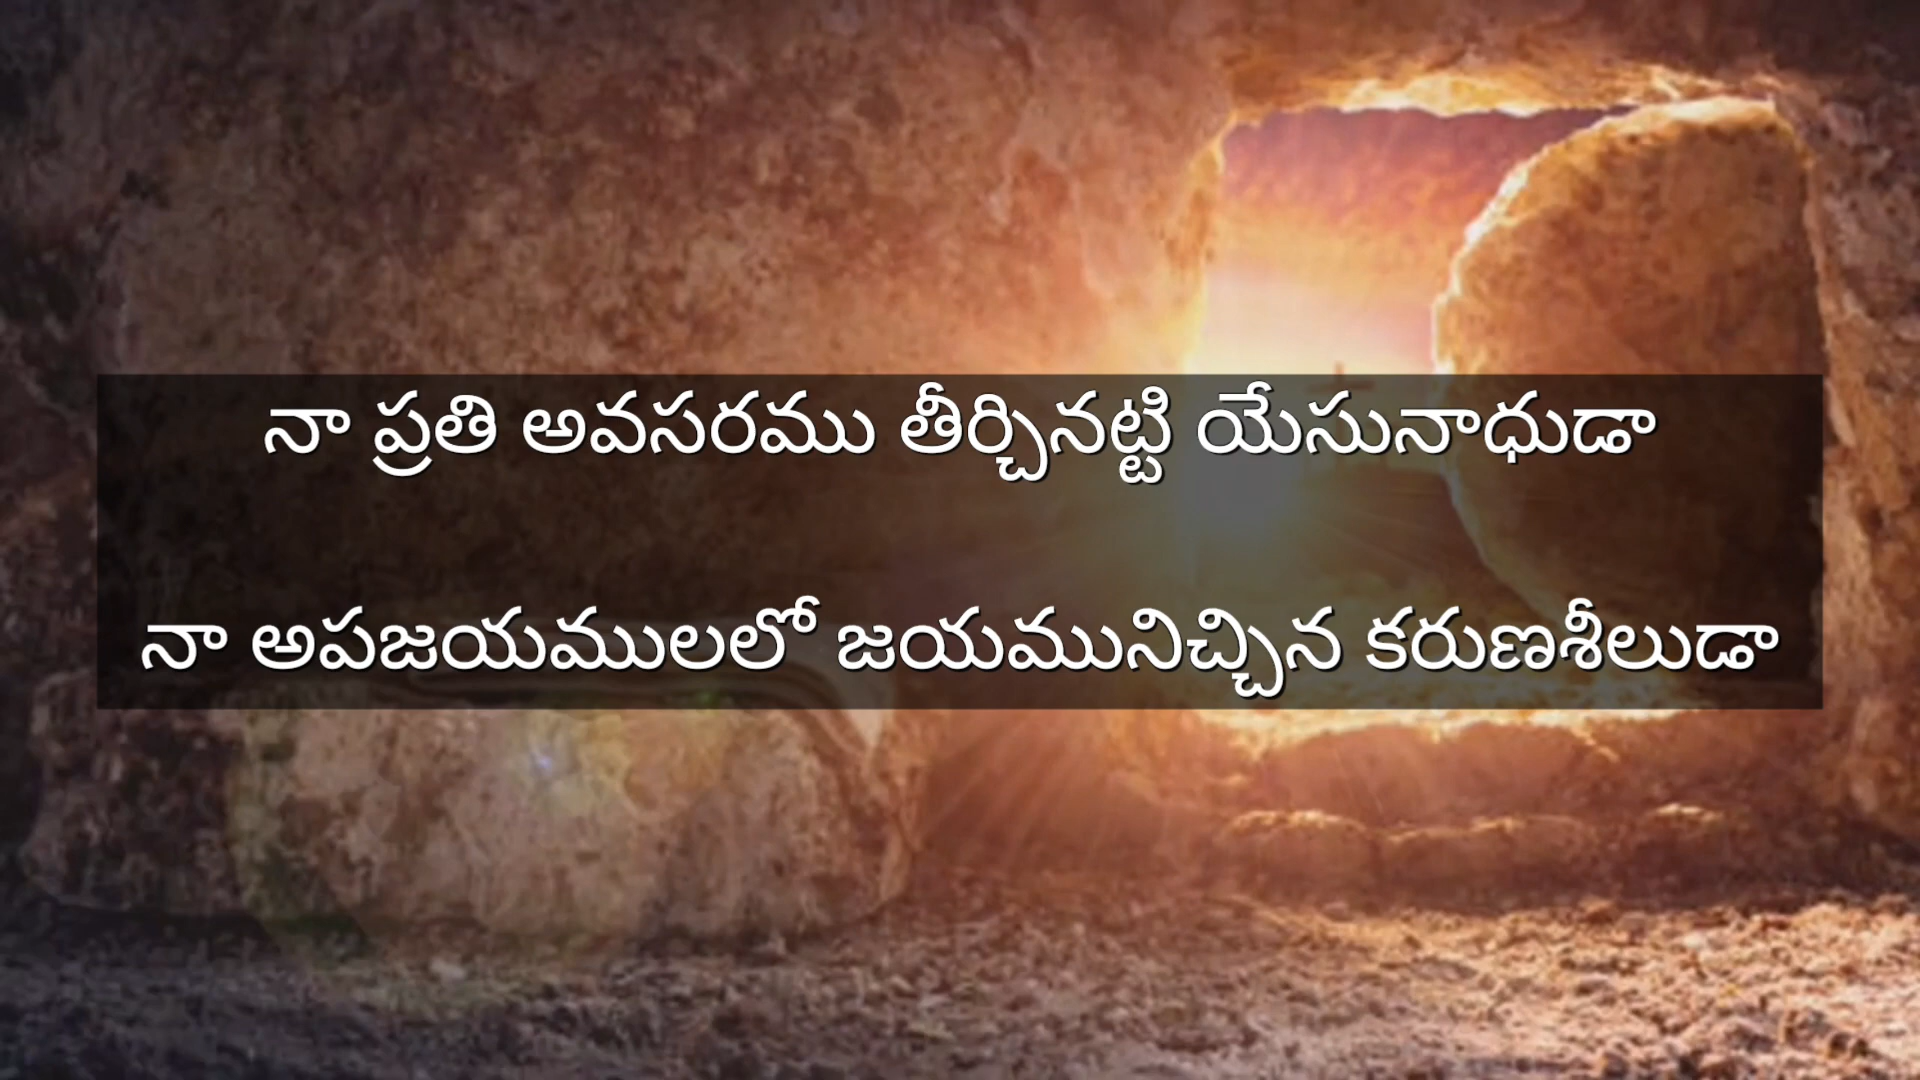 నా ప్రతి అవసరము తీర్చినట్టి యేసునాధుడా
నా అపజయములలో జయమునిచ్చిన కరుణశీలుడా